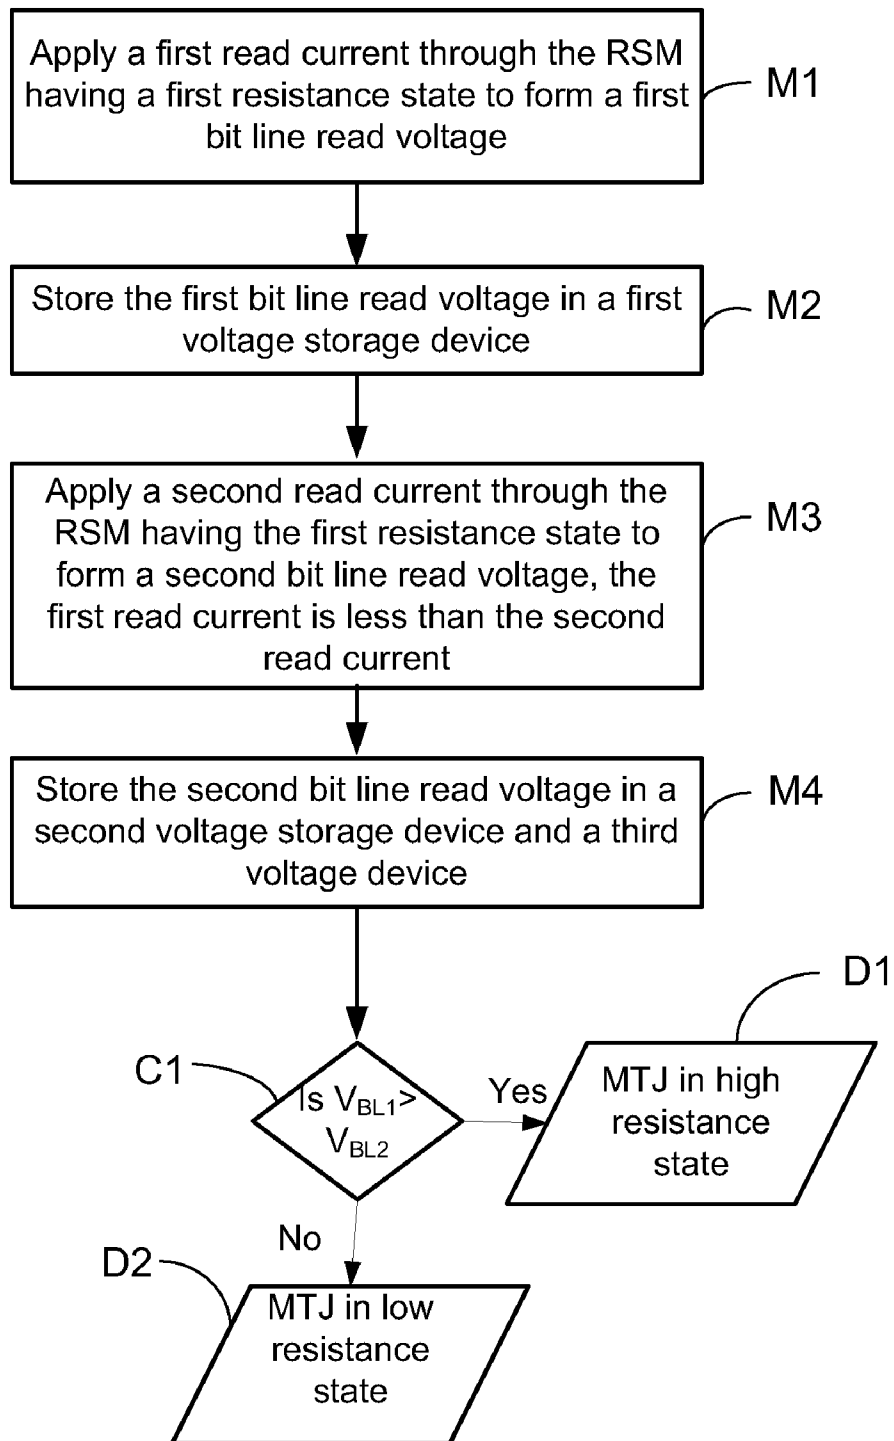 Apply a first read current through the RSM
having a first resistance state to form a first
bit line read voltage
M1
Store the first bit line read voltage in a first
voltage storage device
M2
Apply a second read current through the
RSM having the first resistance state to
form a second bit line read voltage, the
first read current is less than the second
read current
M3
Store the second bit line read voltage in a
second voltage storage device and a third
voltage device
M4
C1
Is VBL1>
VBL2
Yes
D1
MTJ in high
resistance
state
No
D2
MTJ in low
resistance
state